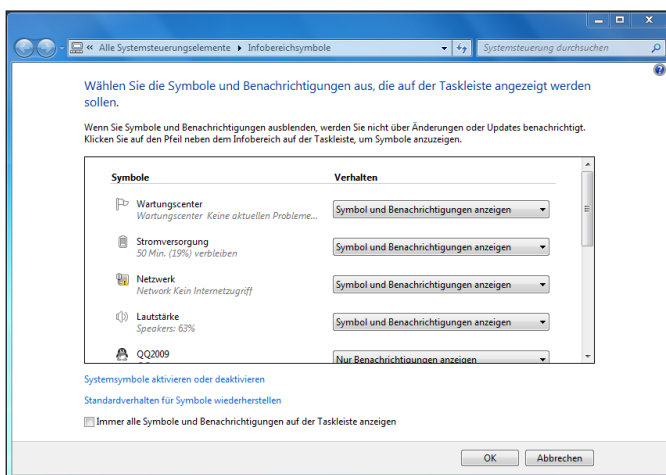 « Alle Systemsteuerungselemente Infobereichsymbole Systemsteuerung durchsuchen
Wählen Sie die Symbole und Benachrichtigungen aus, die auf der Taskleiste angezeigt werden
sollen.
Wenn Sie Symbole und Benachrichtigungen ausblenden, werden Sie nicht über Änderungen oder Updates benachrichtigt.
Klicken Sie auf den Pfeil neben dem Infobereich auf der Taskleiste, um Symbole anzuzeigen.
Symbole Verhalten
Wartungscenter
Wartungscenter Keine aktuellen Probleme...
Symbol und Benachrichtigungen anzeigen
Stromversorgung
50 Min. (19%) verbleiben
Symbol und Benachrichtigungen anzeigen
Netzwerk
Network Kein Internetzugriff
Symbol und Benachrichtigungen anzeigen
Lautstärke
Speakers: 63%
Symbol und Benachrichtigungen anzeigen
QQ2009
Nur Benachrichtigungen anzeigen
Systemsymbole aktivieren oder deaktivieren
Standardverhalten für Symbole wiederherstellen
Immer alle Symbole und Benachrichtigungen auf der Taskleiste anzeigen
OK Abbrechen